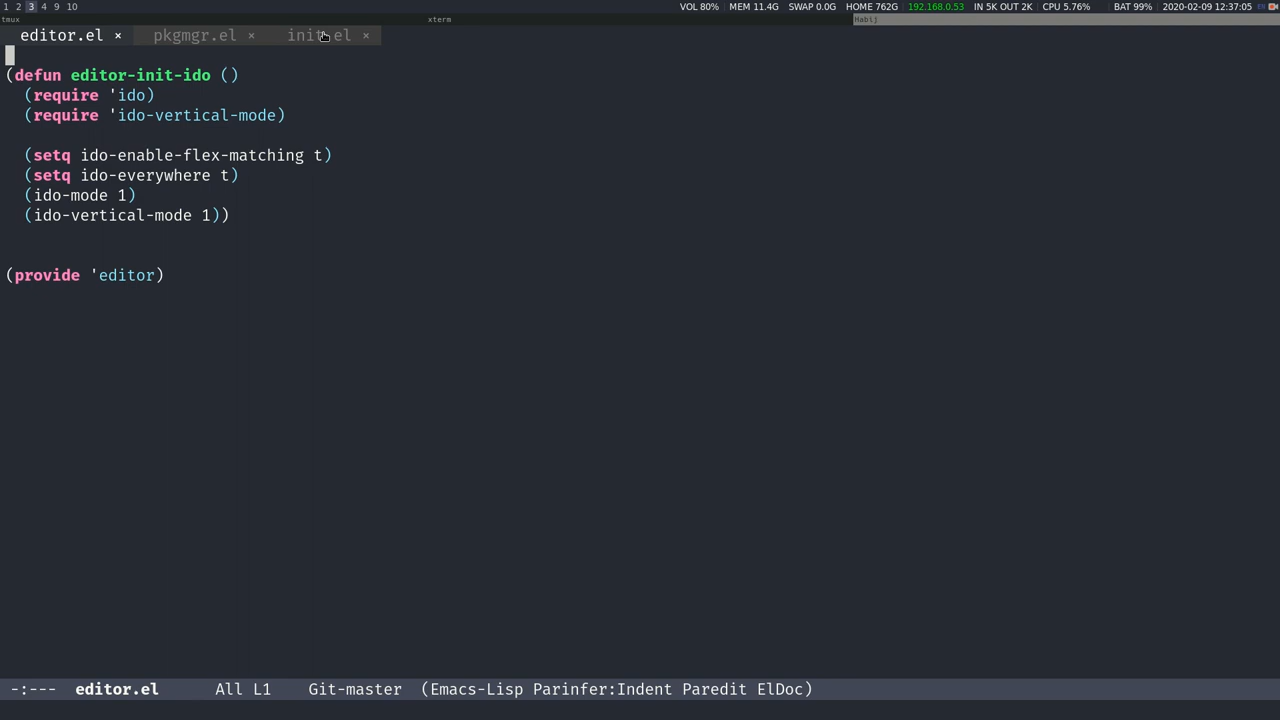 1 2 3 4 9 10 VOL 80% MEM 11.4G SWAP 0.0G HOME 762G 192.168.0.53 IN 5K OUT 2K CPU 5.76% BAT 99% 2020-02-09 12:37:05 EN
tmux xterm Habij
editor.el × pkgmgr.el × init.el ×
(defun editor-init-ido ()
(require 'ido)
(require 'ido-vertical-mode)
(setq ido-enable-flex-matching t)
(setq ido-everywhere t)
(ido-mode 1)
(ido-vertical-mode 1))
(provide 'editor)
-:--- editor.el All L1 Git-master (Emacs-Lisp Parinfer:Indent Paredit ElDoc)